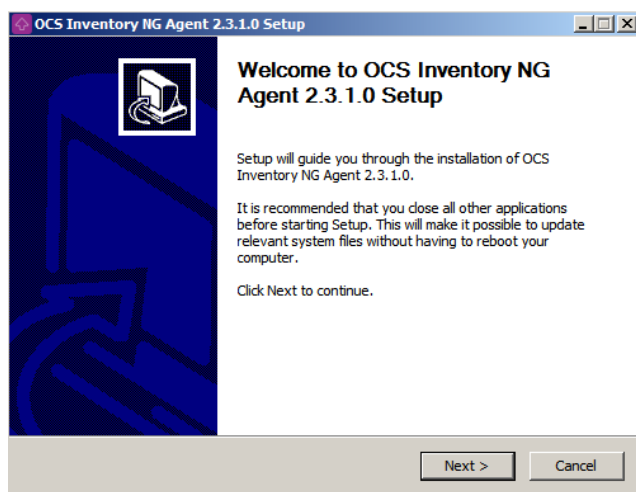 OCS Inventory NG Agent 2.3.1.0 Setup
Welcome to OCS Inventory NG
Agent 2.3.1.0 Setup
Setup will guide you through the installation of OCS
Inventory NG Agent 2.3.1.0.
It is recommended that you close all other applications
before starting Setup. This will make it possible to update
relevant system files without having to reboot your
computer.
Click Next to continue.
Next >
Cancel